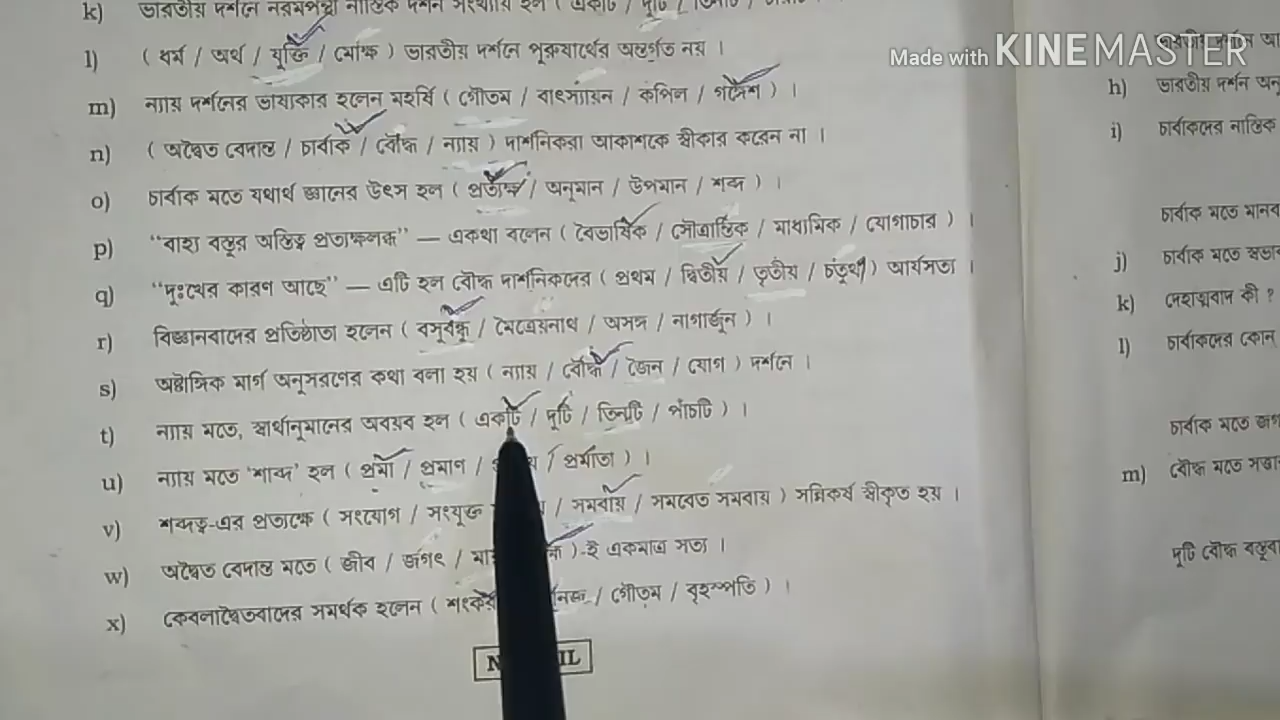 k) ভারতীয় দর্শনে নরমপন্থী নাস্তিক দর্শন সংখ্যায় হল ( একটি / দুটি /
l) ( ধর্ম / অর্থ / যুক্তি / মোক্ষ ) ভারতীয় দর্শনে পুরুষার্থের অন্তর্গত নয় ।
m) ন্যায় দর্শনের ভাষ্যকার হলেন মহর্ষি ( গৌতম / বাৎস্যায়ন / কপিল / গঙ্গেশ ) ।
n) ( অদ্বৈত বেদান্ত / চার্বাক / বৌদ্ধ / ন্যায় ) দার্শনিকরা আকাশকে স্বীকার করেন না ।
o) চার্বাক মতে যথার্থ জ্ঞানের উৎস হল ( প্রত্যক্ষ / অনুমান / উপমান / শব্দ ) ।
p) “বাহ্য বস্তুর অস্তিত্ব প্রত্যক্ষলব্ধ” — একথা বলেন ( বৈভাষিক / সৌত্রান্তিক / মাধ্যমিক / যোগাচার ) ।
q) “দুঃখের কারণ আছে” — এটি হল বৌদ্ধ দার্শনিকদের ( প্রথম / দ্বিতীয় / তৃতীয় / চতুর্থ ) আর্যসত্য ।
r) বিজ্ঞানবাদের প্রতিষ্ঠাতা হলেন ( বসুবন্ধু / মৈত্রেয়নাথ / অসঙ্গ / নাগার্জুন ) ।
s) অষ্টাঙ্গিক মার্গ অনুসরণের কথা বলা হয় ( ন্যায় / বৌদ্ধ / জৈন / যোগ ) দর্শনে ।
t) ন্যায় মতে, স্বার্থানুমানের অবয়ব হল ( একটি / দুটি / তিনটি / পাঁচটি ) ।
u) ন্যায় মতে ‘শাব্দ’ হল ( প্রমা / প্রমাণ / / প্রমাতা ) ।
v) শব্দত্ব-এর প্রত্যক্ষে ( সংযোগ / সংযুক্ত / সমবায় / সমবেত সমবায় ) সন্নিকর্ষ স্বীকৃত হয় ।
w) অদ্বৈত বেদান্ত মতে ( জীব / জগৎ / ) -ই একমাত্র সত্য ।
x) কেবলাদ্বৈতবাদের সমর্থক হলেন ( / গৌতম / বৃহস্পতি ) ।
Made with KINEMASTER
h) ভারতীয় দর্শন
i) চার্বাকদের নাস্তিক
চার্বাক মতে মানব
j) চার্বাক মতে
k) দেহাত্মবাদ কী ?
l) চার্বাকদের কোন্
চার্বাক মতে
m) বৌদ্ধ মতে
দুটি বৌদ্ধ